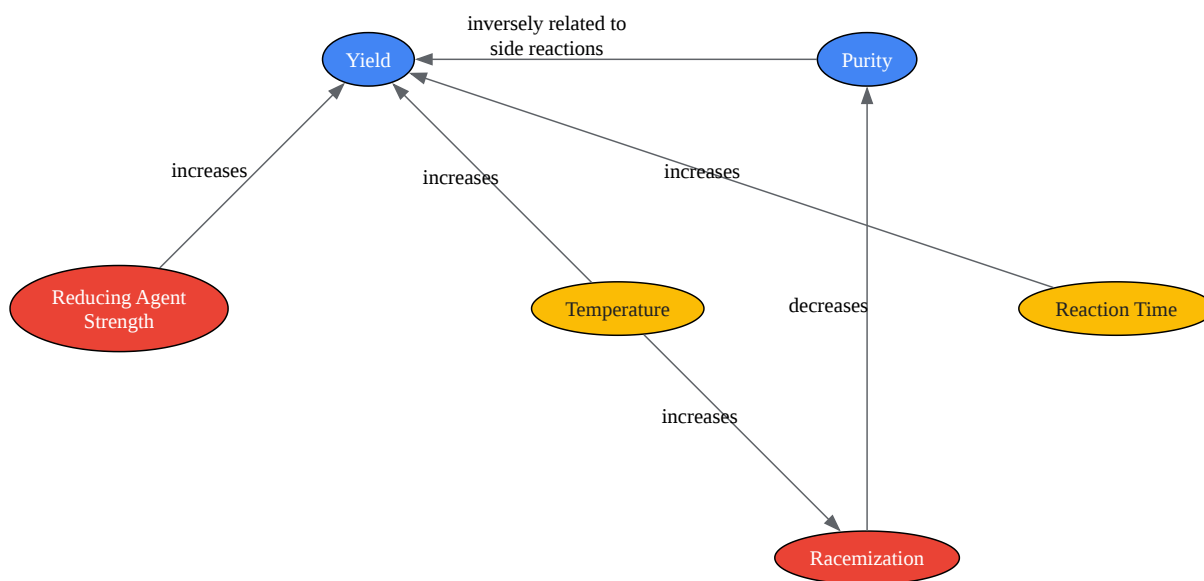 inversely related to
side reactions
Yield
Purity
increases
increases
increases
Reducing Agent
Strength
Temperature
decreases
Reaction Time
increases
Racemization